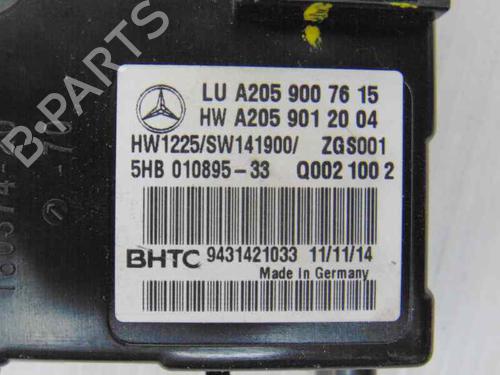 LU A205 900 76 15
HW A205 901 20 04
HW1225/SW141900/ ZGS001
5HB 010895-33 Q002 100 2
BHTC 9431421033 11/11/14
Made in Germany
B-PARTS